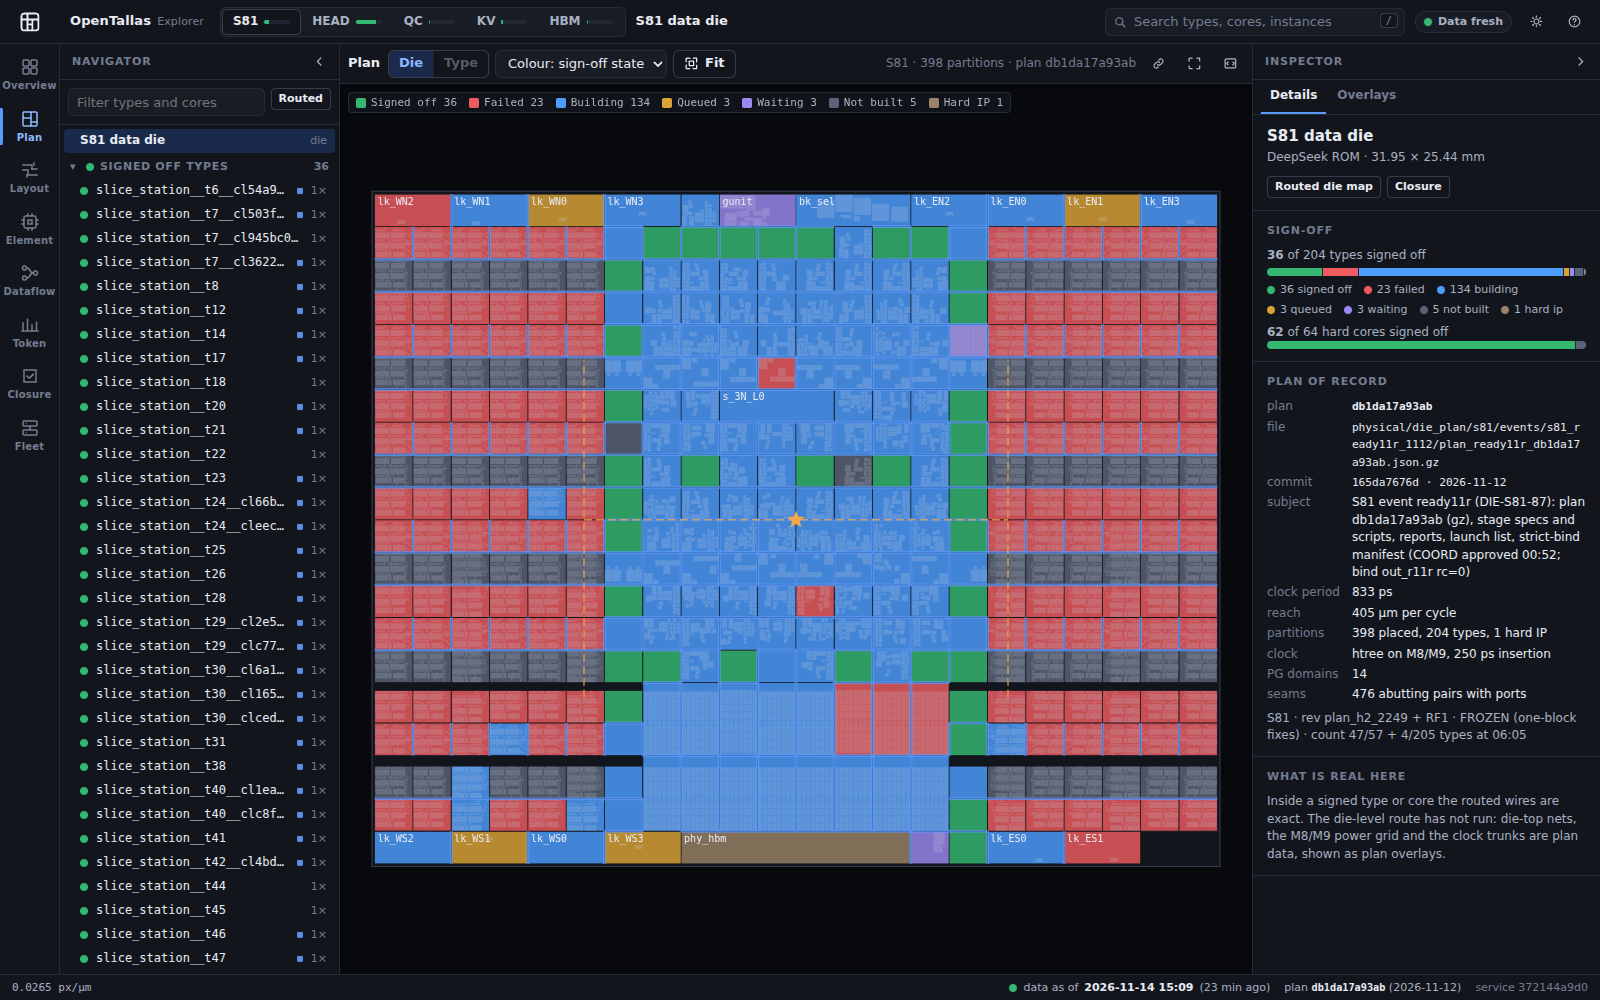 OpenTallas Explorer
S81 HEAD QC KV HBM S81 data die
Search types, cores, instances /
Data fresh
Overview
Plan
Layout
Element
Dataflow
Token
Closure
Fleet
NAVIGATOR
Filter types and cores
Routed
S81 data die die
SIGNED OFF TYPES 36
slice_station__t6__cl54a9… 1×
slice_station__t7__cl503f… 1×
slice_station__t7__cl945bc0… 1×
slice_station__t7__cl3622… 1×
slice_station__t8 1×
slice_station__t12 1×
slice_station__t14 1×
slice_station__t17 1×
slice_station__t18 1×
slice_station__t20 1×
slice_station__t21 1×
slice_station__t22 1×
slice_station__t23 1×
slice_station__t24__cl66b… 1×
slice_station__t24__cleec… 1×
slice_station__t25 1×
slice_station__t26 1×
slice_station__t28 1×
slice_station__t29__cl2e5… 1×
slice_station__t29__clc77… 1×
slice_station__t30__cl6a1… 1×
slice_station__t30__cl165… 1×
slice_station__t30__clced… 1×
slice_station__t31 1×
slice_station__t38 1×
slice_station__t40__cl1ea… 1×
slice_station__t40__clc8f… 1×
slice_station__t41 1×
slice_station__t42__cl4bd… 1×
slice_station__t44 1×
slice_station__t45 1×
slice_station__t46 1×
slice_station__t47 1×
Plan Die Type Colour: sign-off state Fit
S81 · 398 partitions · plan db1da17a93ab
Signed off 36 Failed 23 Building 134 Queued 3 Waiting 3 Not built 5 Hard IP 1
lk_WN2 lk_WN1 lk_WN0 lk_WN3 gunit bk_sel lk_EN2 lk_EN0 lk_EN1 lk_EN3
s_3N_L0
lk_WS2 lk_WS1 lk_WS0 lk_WS3 phy_hbm lk_ES0 lk_ES1
INSPECTOR
Details Overlays
S81 data die
DeepSeek ROM · 31.95 × 25.44 mm
Routed die map Closure
SIGN-OFF
36 of 204 types signed off
36 signed off 23 failed 134 building
3 queued 3 waiting 5 not built 1 hard ip
62 of 64 hard cores signed off
PLAN OF RECORD
plan db1da17a93ab
file physical/die_plan/s81/events/s81_r
eady11r_1112/plan_ready11r_db1da17
a93ab.json.gz
commit 165da7676d · 2026-11-12
subject S81 event ready11r (DIE-S81-87): plan
db1da17a93ab (gz), stage specs and
scripts, reports, launch list, strict-bind
manifest (COORD approved 00:52;
bind out_r11r rc=0)
clock period 833 ps
reach 405 µm per cycle
partitions 398 placed, 204 types, 1 hard IP
clock htree on M8/M9, 250 ps insertion
PG domains 14
seams 476 abutting pairs with ports
S81 · rev plan_h2_2249 + RF1 · FROZEN (one-block
fixes) · count 47/57 + 4/205 types at 06:05
WHAT IS REAL HERE
Inside a signed type or core the routed wires are
exact. The die-level route has not run: die-top nets,
the M8/M9 power grid and the clock trunks are plan
data, shown as plan overlays.
0.0265 px/µm
data as of 2026-11-14 15:09 (23 min ago) plan db1da17a93ab (2026-11-12) service 372144a9d0